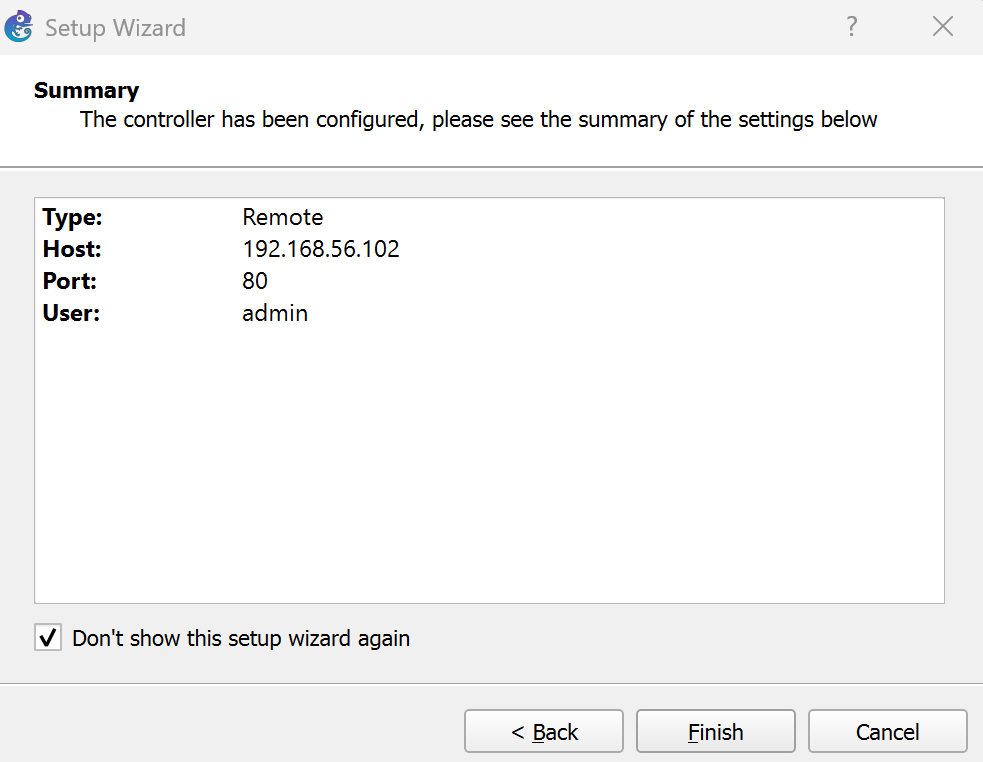 Setup Wizard ?
Summary
The controller has been configured, please see the summary of the settings below
Type: Remote
Host: 192.168.56.102
Port: 80
User: admin
Don't show this setup wizard again
< Back Finish Cancel